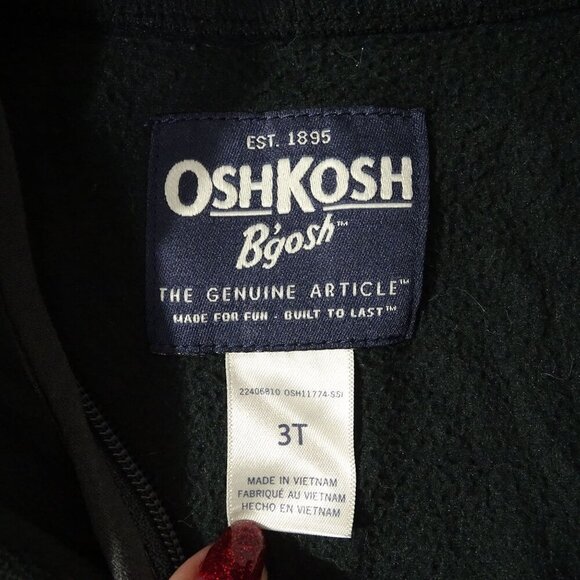 EST. 1895
OSHKOSH
B'gosh™
THE GENUINE ARTICLE™
MADE FOR FUN - BUILT TO LAST™
22406810 OSH11774-SSI
3T
MADE IN VIETNAM
FABRIQUÉ AU VIETNAM
HECHO EN VIETNAM